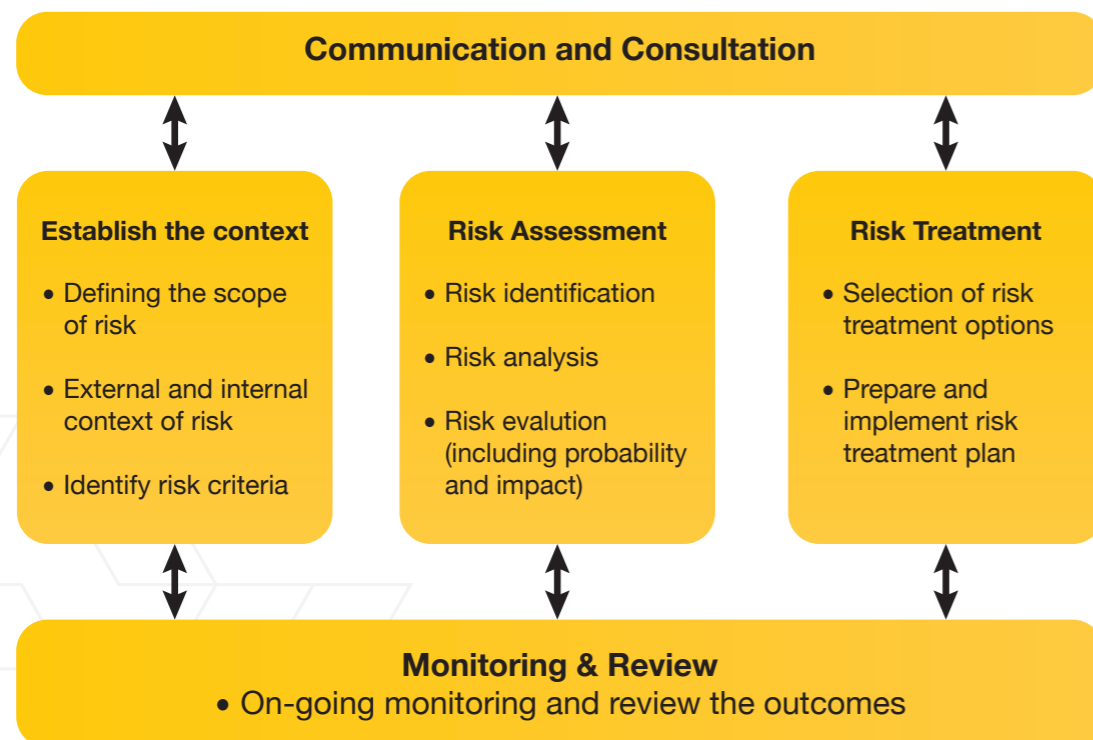 Communication and Consultation
Establish the context
• Defining the scope
of risk
• External and internal
context of risk
• Identify risk criteria
Risk Assessment
• Risk identification
• Risk analysis
• Risk evalution
(including probability
and impact)
Risk Treatment
• Selection of risk
treatment options
• Prepare and
implement risk
treatment plan
Monitoring & Review
• On-going monitoring and review the outcomes